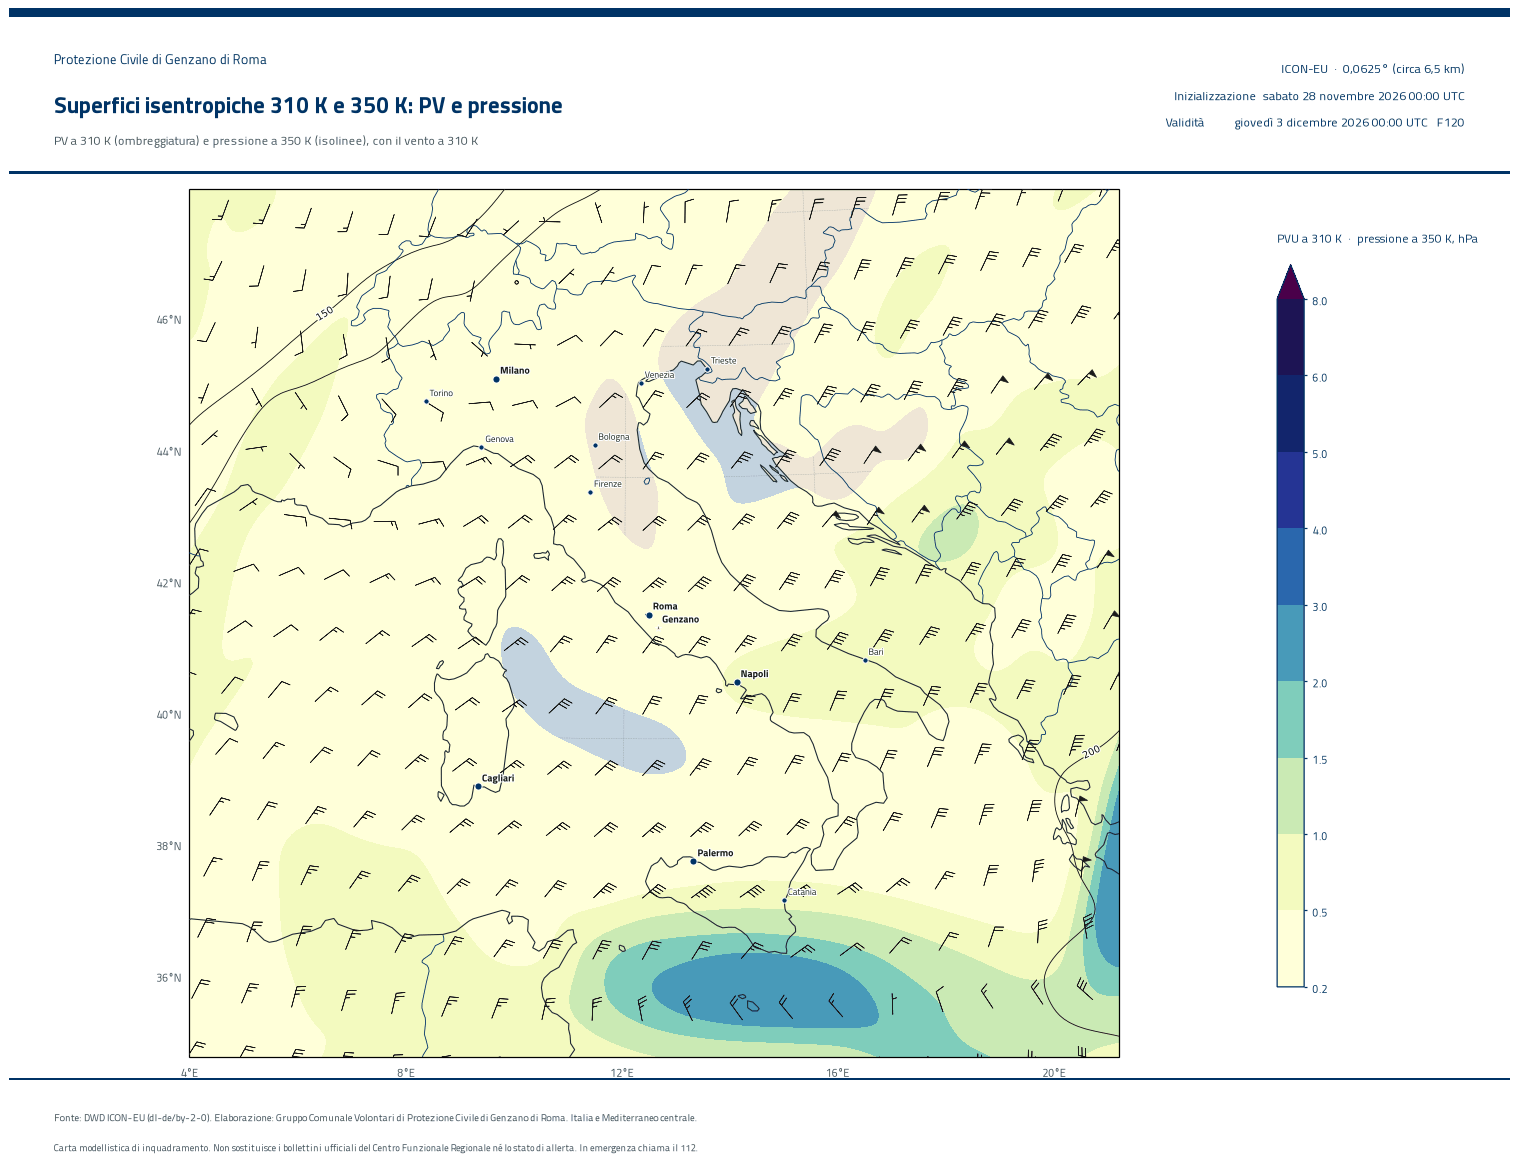 Protezione Civile di Genzano di Roma
Superfici isentropiche 310 K e 350 K: PV e pressione
PV a 310 K (ombreggiatura) e pressione a 350 K (isolinee), con il vento a 310 K
ICON-EU · 0,0625° (circa 6,5 km)
Inizializzazione sabato 28 novembre 2026 00:00 UTC
Validità giovedì 3 dicembre 2026 00:00 UTC F120
PVU a 310 K · pressione a 350 K, hPa
8.0
6.0
5.0
4.0
3.0
2.0
1.5
1.0
0.5
0.2
46°N
44°N
42°N
40°N
38°N
36°N
4°E
8°E
12°E
16°E
20°E
150
200
Milano
Torino
Genova
Venezia
Trieste
Bologna
Firenze
Roma
Genzano
Napoli
Bari
Cagliari
Palermo
Catania
Fonte: DWD ICON-EU (dl-de/by-2-0). Elaborazione: Gruppo Comunale Volontari di Protezione Civile di Genzano di Roma. Italia e Mediterraneo centrale.
Carta modellistica di inquadramento. Non sostituisce i bollettini ufficiali del Centro Funzionale Regionale né lo stato di allerta. In emergenza chiama il 112.